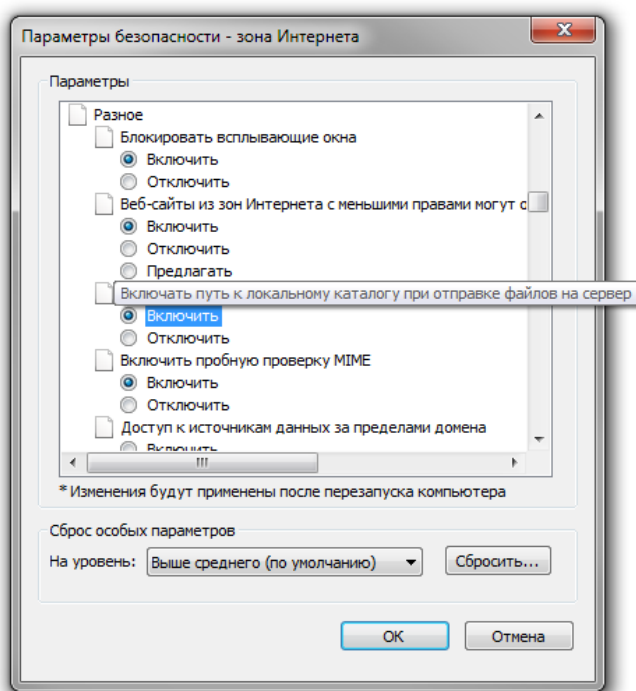 Параметры безопасности - зона Интернета
Параметры
Разное
Блокировать всплывающие окна
Включить
Отключить
Веб-сайты из зон Интернета с меньшими правами могут
Включить
Отключить
Предлагать
Включать путь к локальному каталогу при отправке файлов на сервер
Включить
Отключить
Включить пробную проверку MIME
Включить
Отключить
Доступ к источникам данных за пределами домена
Включить
* Изменения будут применены после перезапуска компьютера
Сброс особых параметров
На уровень: Выше среднего (по умолчанию) Сбросить...
ОК Отмена